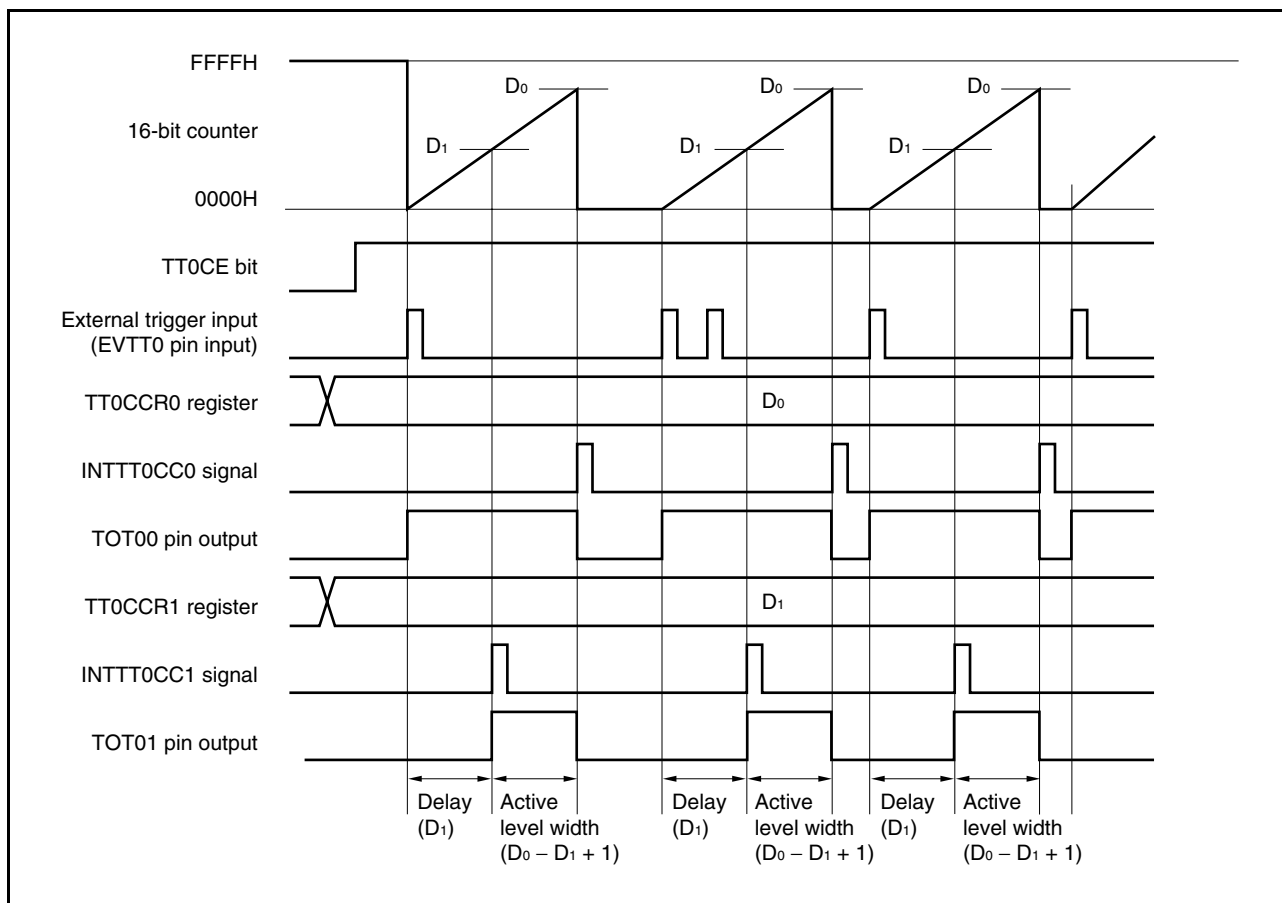 FFFFH
D0 D0 D0
16-bit counter
D1 D1 D1
0000H
TT0CE bit
External trigger input
(EVTT0 pin input)
TT0CCR0 register
D0
INTTT0CC0 signal
TOT00 pin output
TT0CCR1 register
D1
INTTT0CC1 signal
TOT01 pin output
Delay
(D1)
Active
level width
(D0 − D1 + 1)
Delay
(D1)
Active
level width
(D0 − D1 + 1)
Delay
(D1)
Active
level width
(D0 − D1 + 1)